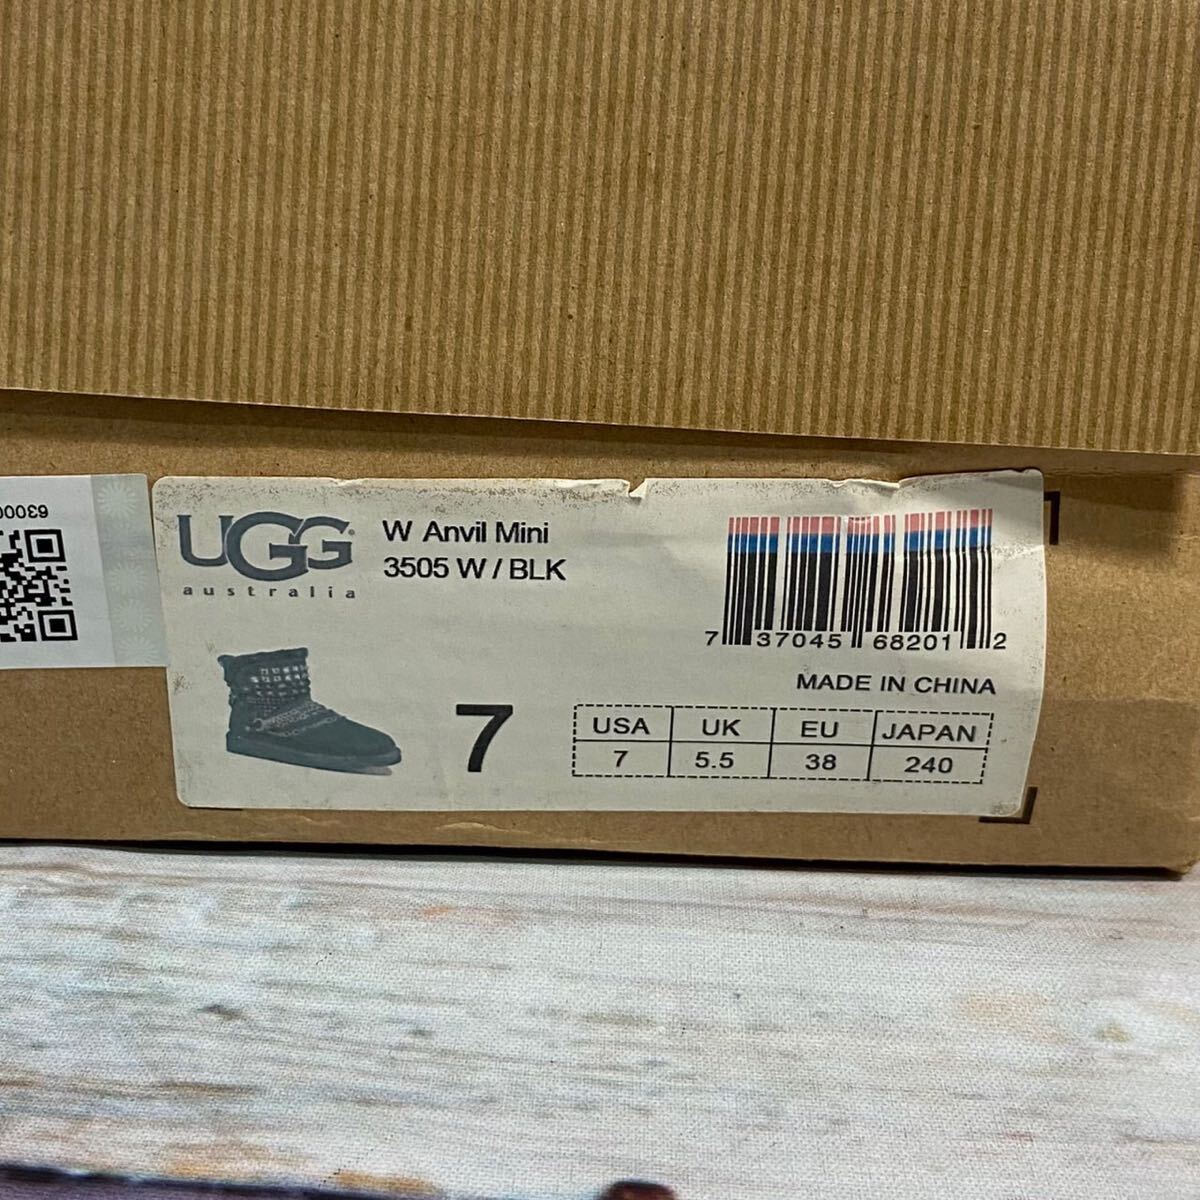 UGG
australia
W Anvil Mini
3505 W / BLK
7 37045 68201 2
MADE IN CHINA
7
USA UK EU JAPAN
7 5.5 38 240